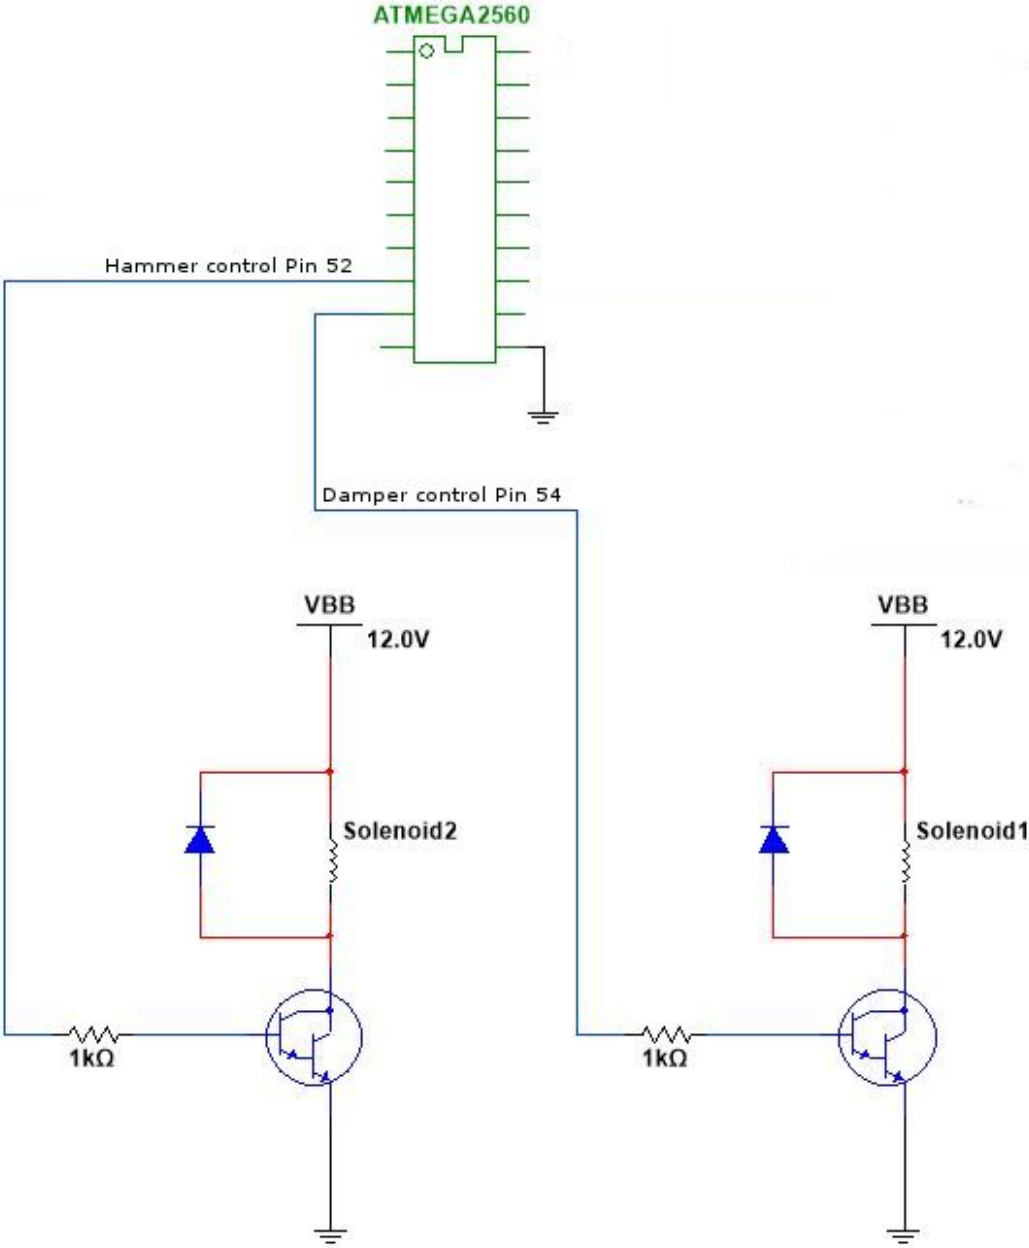 ATMEGA2560
Hammer control Pin 52
Damper control Pin 54
VBB
12.0V
VBB
12.0V
Solenoid2
Solenoid1
1kΩ
1kΩ